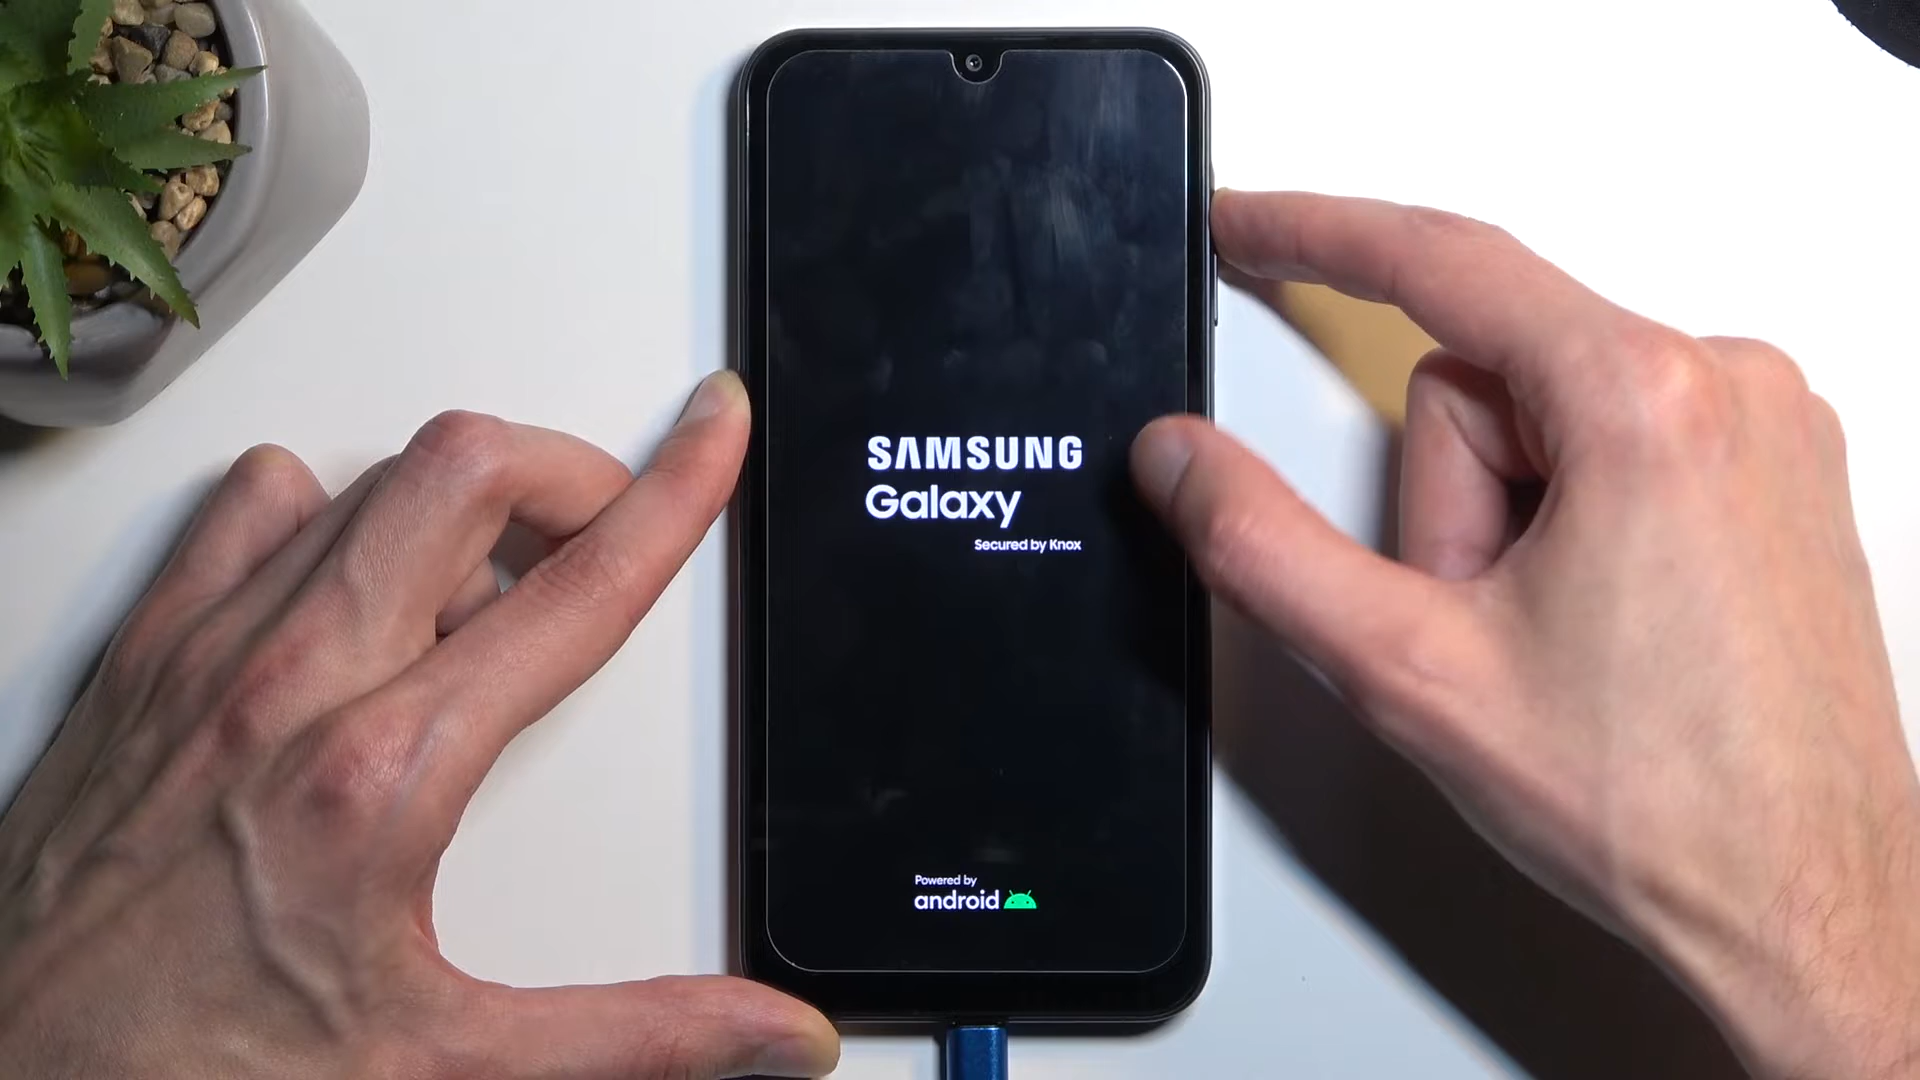 SAMSUNG
Galaxy
Secured by Knox
Powered by
android